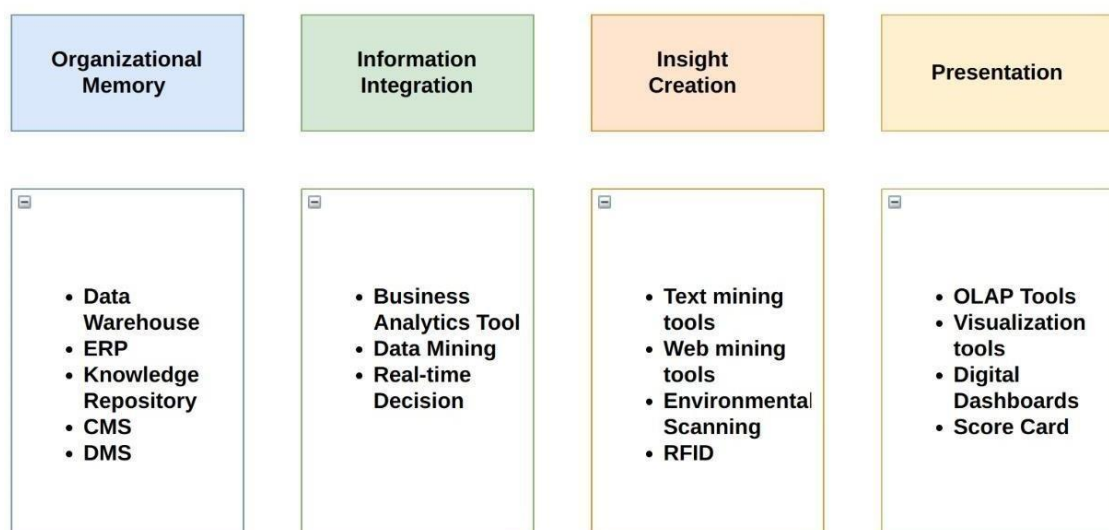 Organizational
Memory
Information
Integration
Insight
Creation
Presentation
• Data
Warehouse
• ERP
• Knowledge
Repository
• CMS
• DMS
• Business
Analytics Tool
• Data Mining
• Real-time
Decision
• Text mining
tools
• Web mining
tools
• Environmental
Scanning
• RFID
• OLAP Tools
• Visualization
tools
• Digital
Dashboards
• Score Card